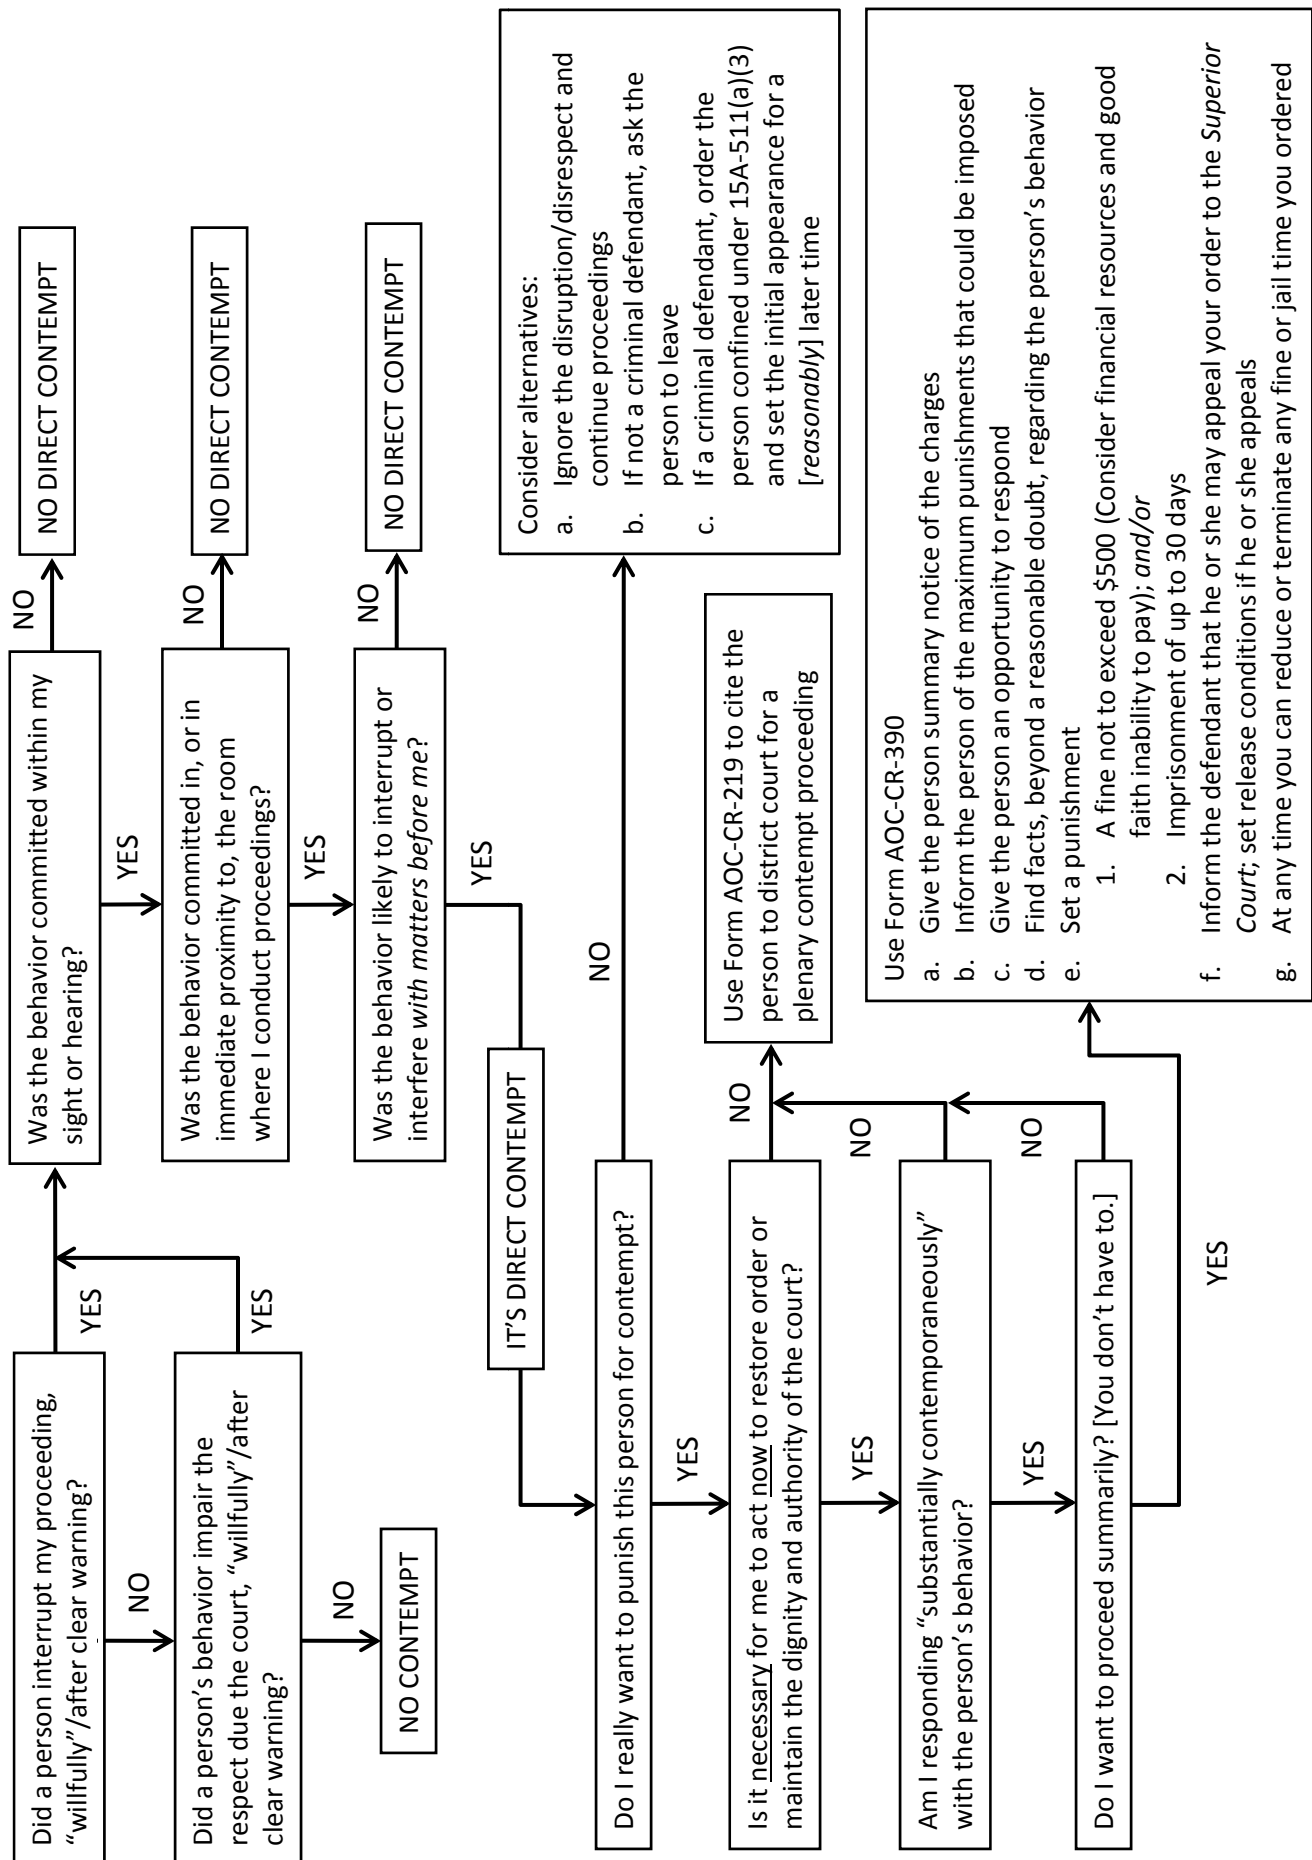 Did a person interrupt my proceeding,
“willfully”/after clear warning?
YES
NO
Did a person’s behavior impair the
respect due the court, “willfully”/after
clear warning?
YES
NO
NO CONTEMPT
Was the behavior committed within my
sight or hearing?
NO
NO DIRECT CONTEMPT
YES
Was the behavior committed in, or in
immediate proximity to, the room
where I conduct proceedings?
NO
NO DIRECT CONTEMPT
YES
Was the behavior likely to interrupt or
interfere with matters before me?
NO
NO DIRECT CONTEMPT
YES
IT’S DIRECT CONTEMPT
Do I really want to punish this person for contempt?
NO
Consider alternatives:
a. Ignore the disruption/disrespect and
continue proceedings
b. If not a criminal defendant, ask the
person to leave
c. If a criminal defendant, order the
person confined under 15A-511(a)(3)
and set the initial appearance for a
[reasonably] later time
YES
Is it necessary for me to act now to restore order or
maintain the dignity and authority of the court?
NO
Use Form AOC-CR-219 to cite the
person to district court for a
plenary contempt proceeding
YES
Am I responding “substantially contemporaneously”
with the person’s behavior?
NO
YES
Do I want to proceed summarily? [You don’t have to.]
NO
YES
Use Form AOC-CR-390
a. Give the person summary notice of the charges
b. Inform the person of the maximum punishments that could be imposed
c. Give the person an opportunity to respond
d. Find facts, beyond a reasonable doubt, regarding the person’s behavior
e. Set a punishment
1. A fine not to exceed $500 (Consider financial resources and good
faith inability to pay); and/or
2. Imprisonment of up to 30 days
f. Inform the defendant that he or she may appeal your order to the Superior
Court; set release conditions if he or she appeals
g. At any time you can reduce or terminate any fine or jail time you ordered